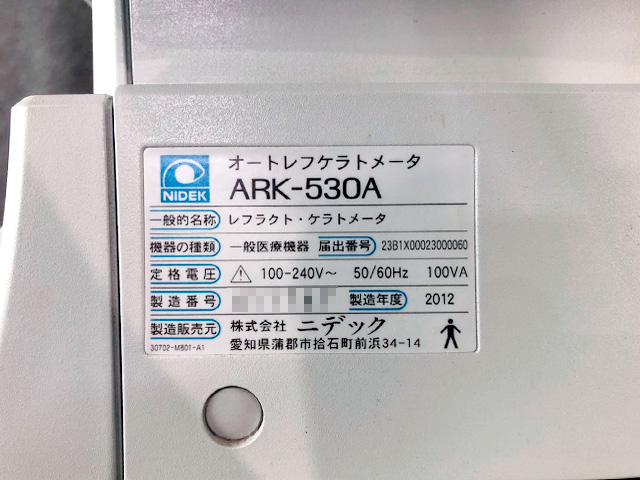 オートレフケラトメータ
NIDEK ARK-530A
一般的名称 レフラクト・ケラトメータ
機器の種類 一般医療機器 届出番号 23B1X00023000060
定格電圧 100-240V～ 50/60Hz 100VA
製造番号 製造年度 2012
製造販売元 株式会社 ニデック
30702-M801-A1 愛知県蒲郡市拾石町前浜34-14